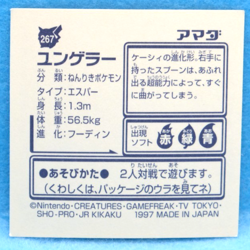 267
アマダ
ユンゲラー
分類:ねんりきポケモン
タイプ:エスパー
身長:1.3m
体重:56.5kg
進化:フーディン
ケーシィの進化形。右手に
持ったスプーンは、あふれ
出る超能力によって、すぐ
に曲がってしまう。
出現
ソフト
赤 緑 青
●あそびかた● 2人対戦で遊びます。
(くわしくは、パッケージのウラを見てネ)
©Nintendo・CREATURES・GAMEFREAK・TV TOKYO・
SHO-PRO・JR KIKAKU 1997 MADE IN JAPAN